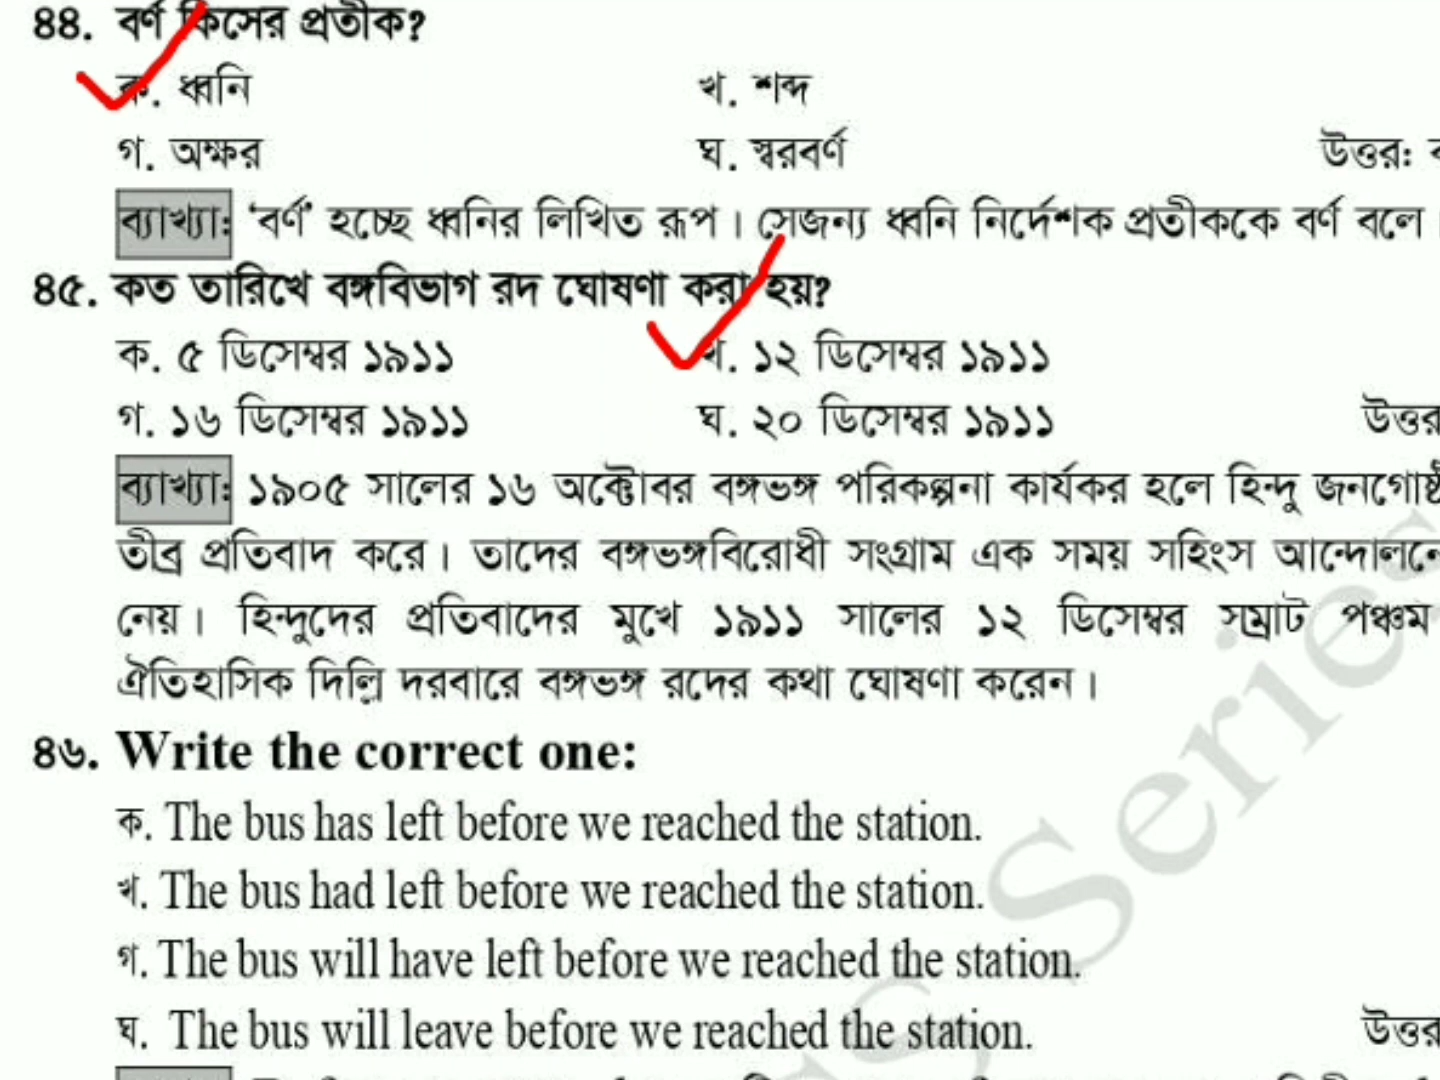 ৪৪. বর্ণ কিসের প্রতীক?
ক. ধ্বনি খ. শব্দ
গ. অক্ষর ঘ. স্বরবর্ণ উত্তর:
ব্যাখ্যা: ‘বর্ণ’ হচ্ছে ধ্বনির লিখিত রূপ। সেজন্য ধ্বনি নির্দেশক প্রতীককে বর্ণ বলে।
৪৫. কত তারিখে বঙ্গবিভাগ রদ ঘোষণা করা হয়?
ক. ৫ ডিসেম্বর ১৯১১ খ. ১২ ডিসেম্বর ১৯১১
গ. ১৬ ডিসেম্বর ১৯১১ ঘ. ২০ ডিসেম্বর ১৯১১ উত্তর
ব্যাখ্যা: ১৯০৫ সালের ১৬ অক্টোবর বঙ্গভঙ্গ পরিকল্পনা কার্যকর হলে হিন্দু
তীব্র প্রতিবাদ করে। তাদের বঙ্গভঙ্গবিরোধী সংগ্রাম এক সময় সহিংস
নেয়। হিন্দুদের প্রতিবাদের মুখে ১৯১১ সালের ১২ ডিসেম্বর সম্রাট পঞ্চম
ঐতিহাসিক দিল্লি দরবারে বঙ্গভঙ্গ রদের কথা ঘোষণা করেন।
৪৬. Write the correct one:
ক. The bus has left before we reached the station.
খ. The bus had left before we reached the station.
গ. The bus will have left before we reached the station.
ঘ. The bus will leave before we reached the station. উত্তর
Series